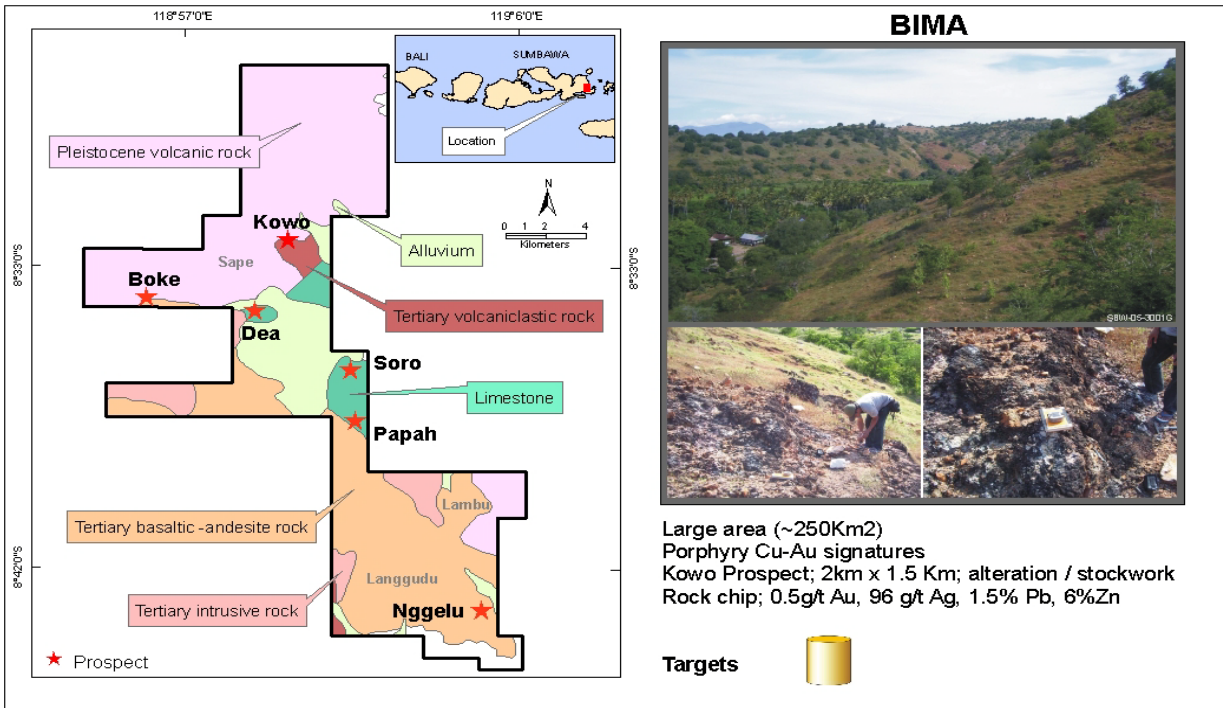 118°57'0"E
119°6'0"E
BIMA
BALI
SUMBAWA
Location
Pleistocene volcanic rock
N
0 2 4
Kilometers
Kowo
Alluvium
Sape
8°33'0"S
8°33'0"S
Boke
Tertiary volcaniclastic rock
Dea
SBW-05-3001G
Soro
Limestone
Papah
Lambu
Tertiary basaltic -andesite rock
8°42'0"S
8°42'0"S
Langgudu
Tertiary intrusive rock
Nggelu
Prospect
Large area (~250Km2)
Porphyry Cu-Au signatures
Kowo Prospect; 2km x 1.5 Km; alteration / stockwork
Rock chip; 0.5g/t Au, 96 g/t Ag, 1.5% Pb, 6%Zn
Targets